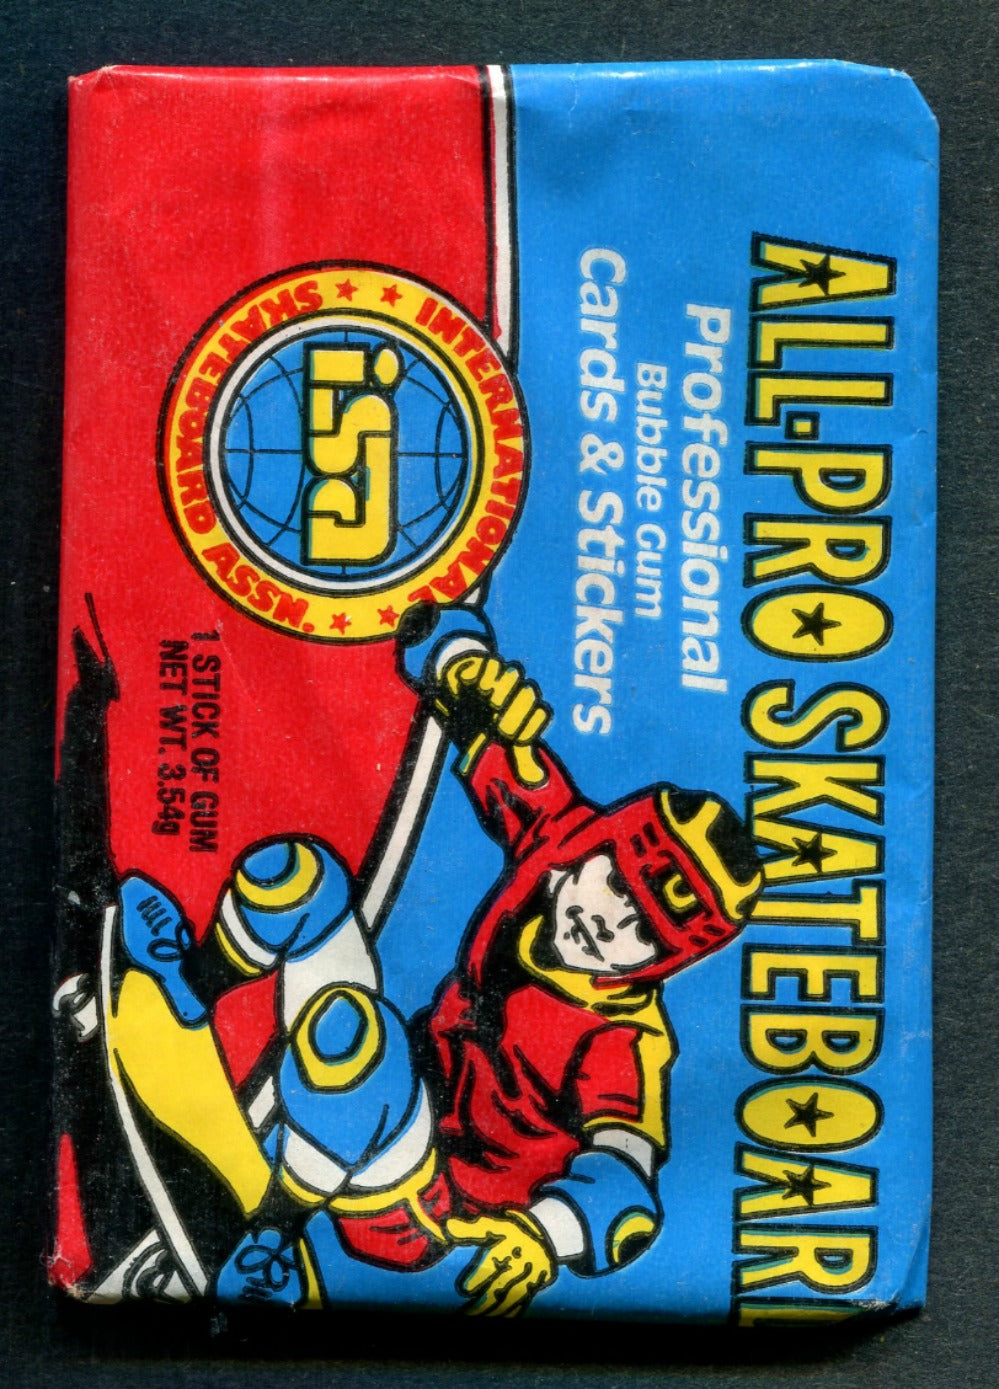 ALL-PRO SKATEBOARD
Professional
Bubble Gum
Cards & Stickers
INTERNATIONAL
SKATEBOARD ASSN.
isa
1 STICK OF GUM
NET WT. 3.54g